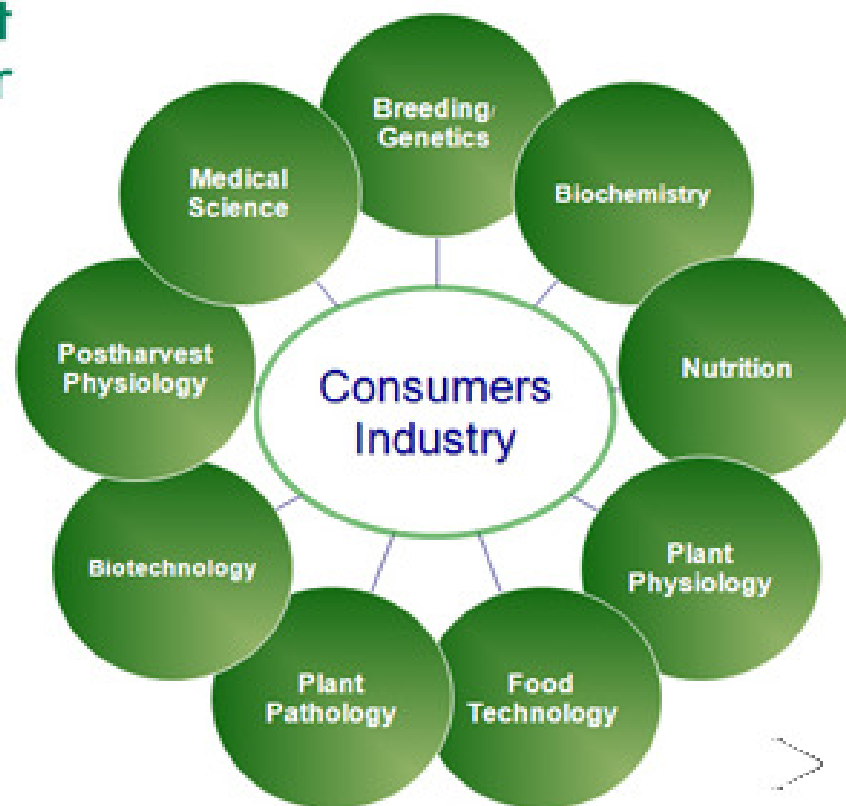 Breeding/
Genetics
Biochemistry
Nutrition
Plant
Physiology
Food
Technology
Plant
Pathology
Biotechnology
Postharvest
Physiology
Medical
Science
Consumers
Industry